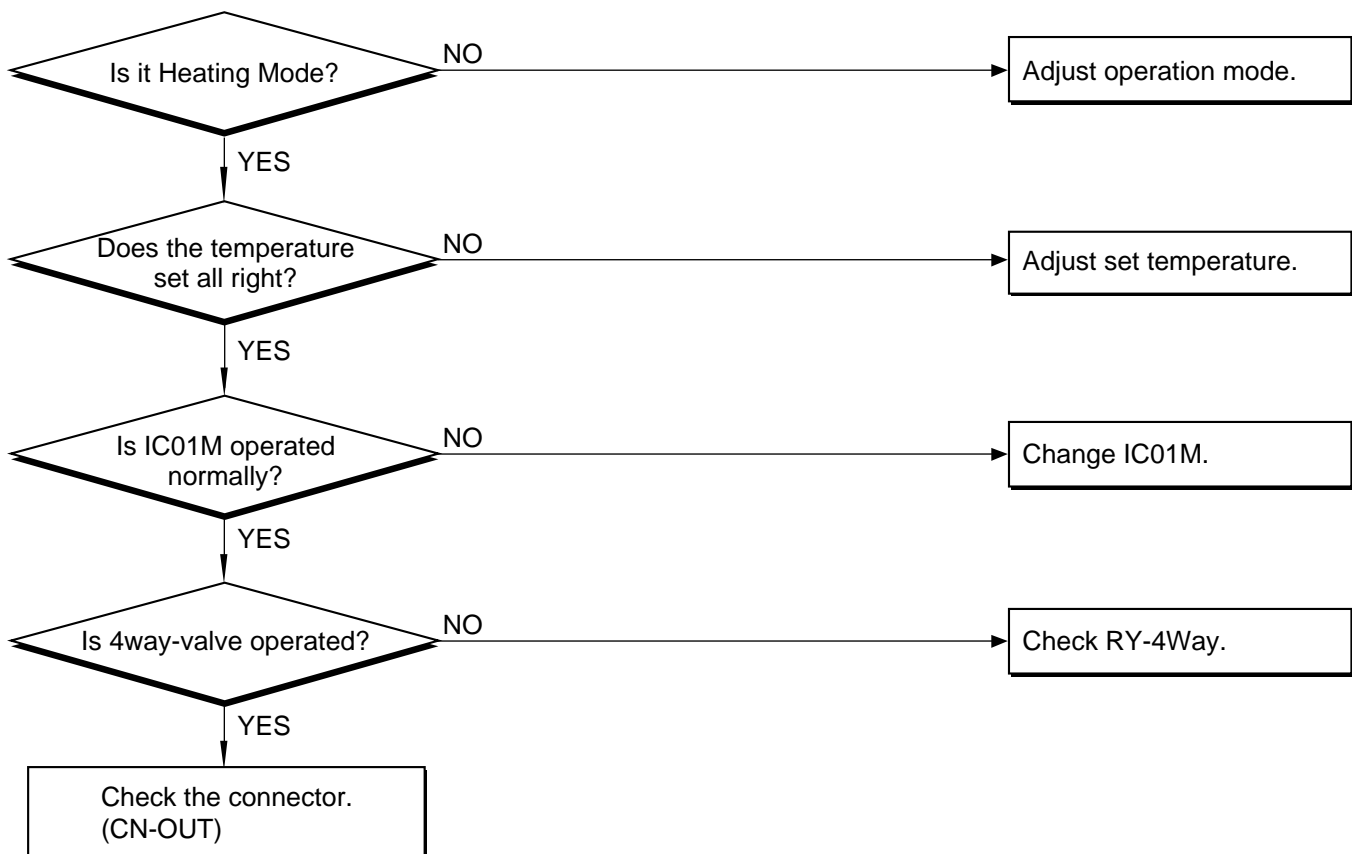 Is it Heating Mode?
NO
Adjust operation mode.
YES
Does the temperature
set all right?
NO
Adjust set temperature.
YES
Is IC01M operated
normally?
NO
Change IC01M.
YES
Is 4way-valve operated?
NO
Check RY-4Way.
YES
Check the connector.
(CN-OUT)